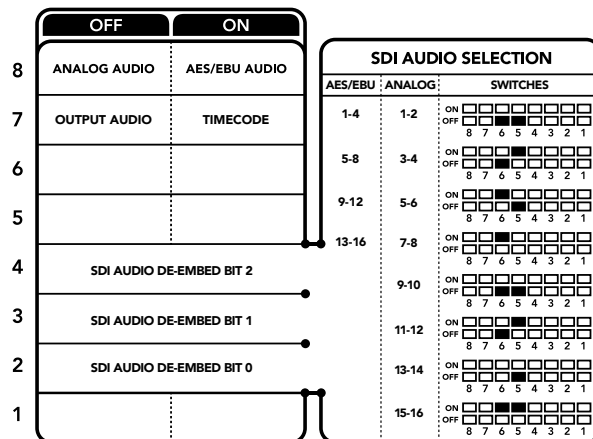 OFF ON
8 ANALOG AUDIO AES/EBU AUDIO
7 OUTPUT AUDIO TIMECODE
6
5
4 SDI AUDIO DE-EMBED BIT 2
3 SDI AUDIO DE-EMBED BIT 1
2 SDI AUDIO DE-EMBED BIT 0
1
SDI AUDIO SELECTION
AES/EBU ANALOG SWITCHES
1-4 1-2 ON
OFF
8 7 6 5 4 3 2 1
5-8 3-4 ON
OFF
8 7 6 5 4 3 2 1
9-12 5-6 ON
OFF
8 7 6 5 4 3 2 1
13-16 7-8 ON
OFF
8 7 6 5 4 3 2 1
9-10 ON
OFF
8 7 6 5 4 3 2 1
11-12 ON
OFF
8 7 6 5 4 3 2 1
13-14 ON
OFF
8 7 6 5 4 3 2 1
15-16 ON
OFF
8 7 6 5 4 3 2 1